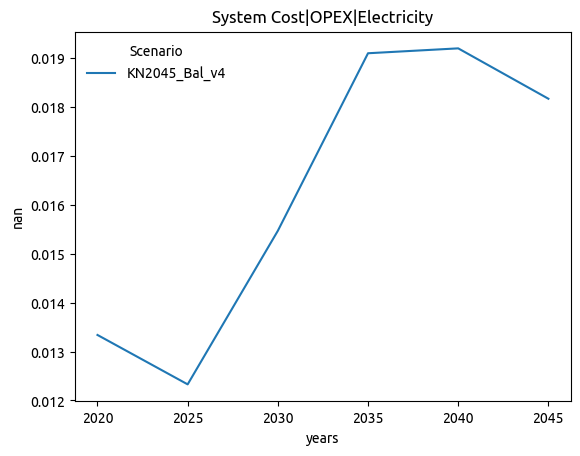 System Cost|OPEX|Electricity
Scenario
KN2045_Bal_v4
0.019
0.018
0.017
0.016
0.015
0.014
0.013
0.012
nan
2020 2025 2030 2035 2040 2045
years